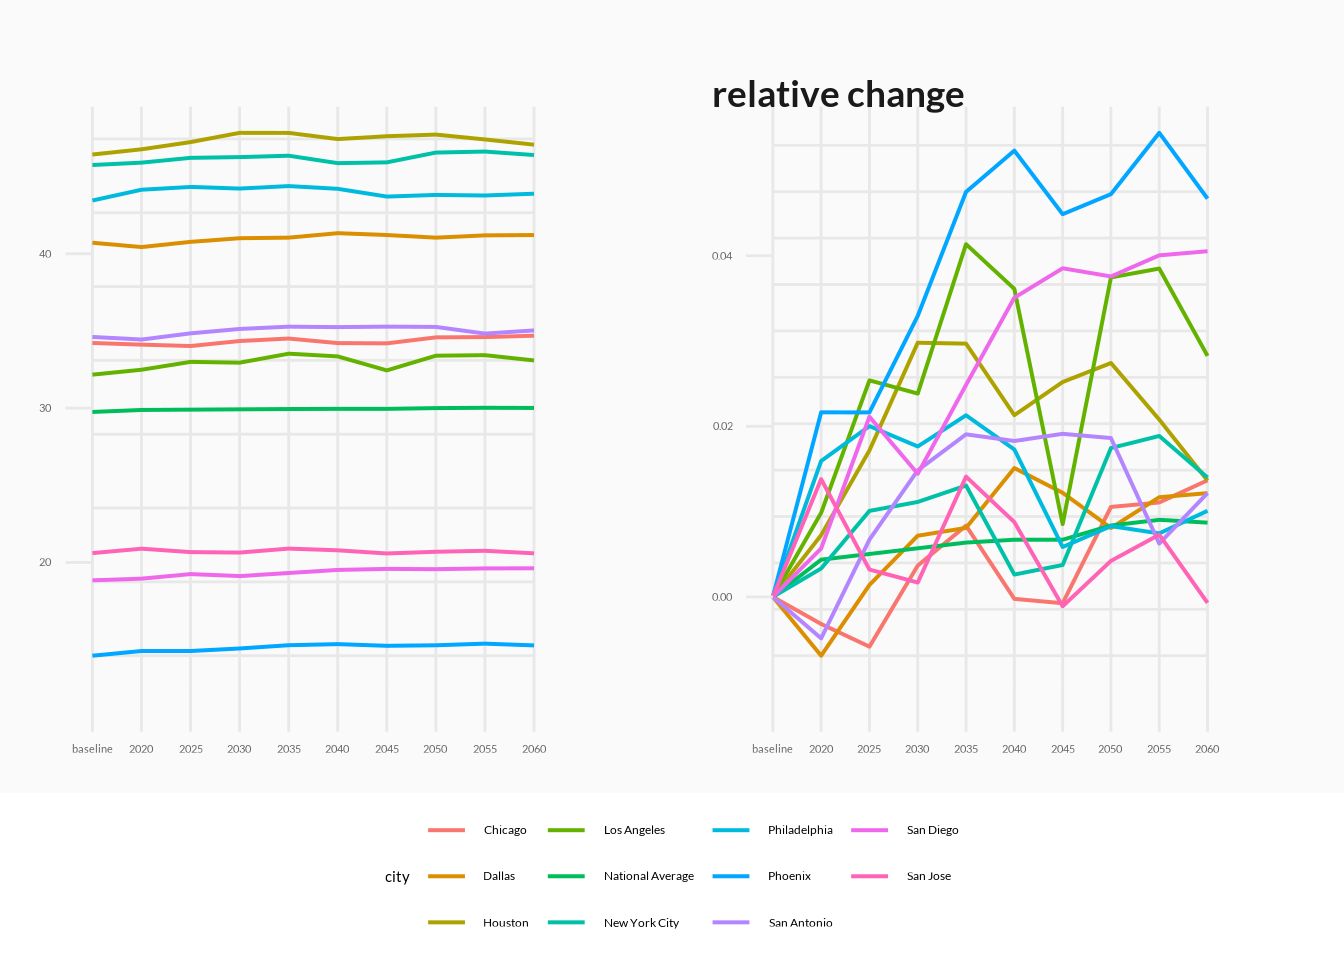 relative change
40
30
20
baseline 2020 2025 2030 2035 2040 2045 2050 2055 2060
0.04
0.02
0.00
baseline 2020 2025 2030 2035 2040 2045 2050 2055 2060
city
Chicago Los Angeles Philadelphia San Diego
Dallas National Average Phoenix San Jose
Houston New York City San Antonio